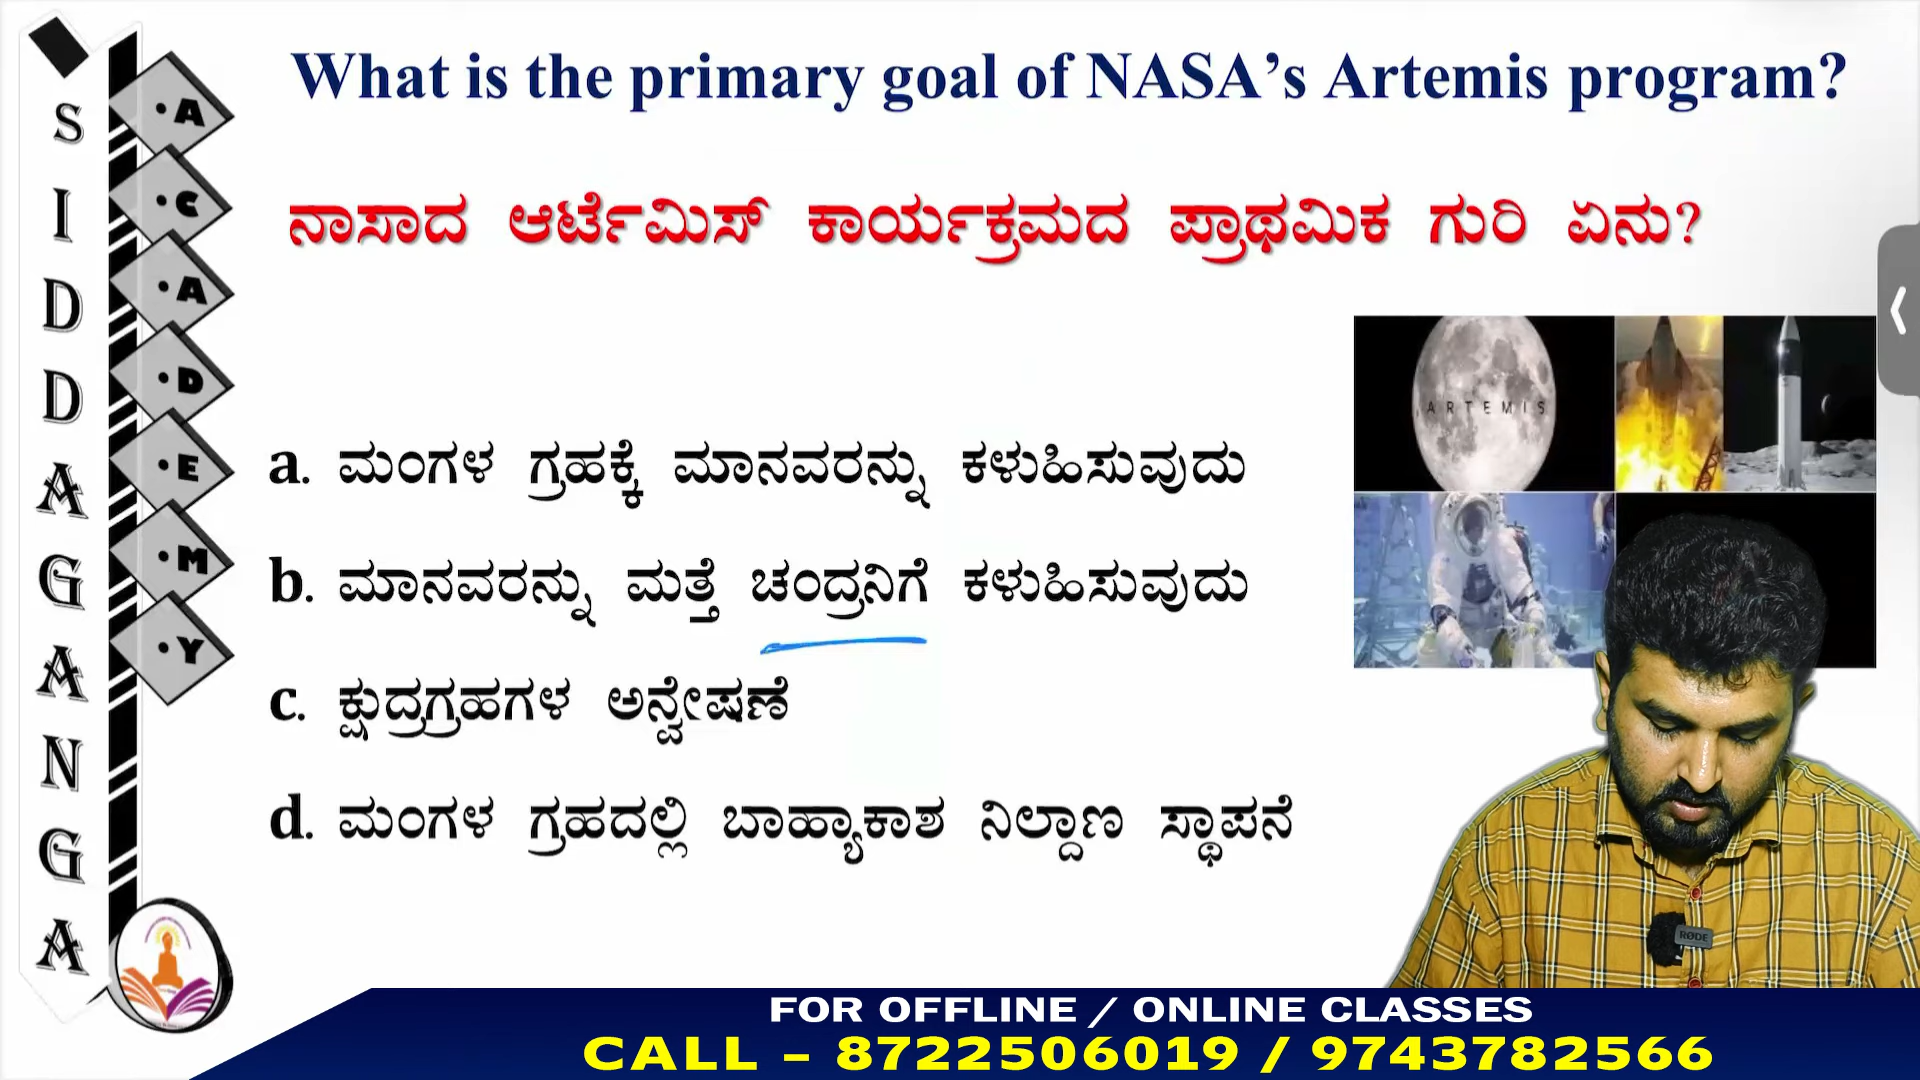 What is the primary goal of NASA's Artemis program?
ನಾಸಾದ ಆರ್ಟೆಮಿಸ್ ಕಾರ್ಯಕ್ರಮದ ಪ್ರಾಥಮಿಕ ಗುರಿ ಏನು?
a. ಮಂಗಳ ಗ್ರಹಕ್ಕೆ ಮಾನವರನ್ನು ಕಳುಹಿಸುವುದು
b. ಮಾನವರನ್ನು ಮತ್ತೆ ಚಂದ್ರನಿಗೆ ಕಳುಹಿಸುವುದು
c. ಕ್ಷುದ್ರಗ್ರಹಗಳ ಅನ್ವೇಷಣೆ
d. ಮಂಗಳ ಗ್ರಹದಲ್ಲಿ ಬಾಹ್ಯಾಕಾಶ ನಿಲ್ದಾಣ ಸ್ಥಾಪನೆ
SIDDAGANGA
•A •C •A •D •E •M •Y
ARTEMIS
RØDE
FOR OFFLINE / ONLINE CLASSES
CALL – 8722506019 / 9743782566